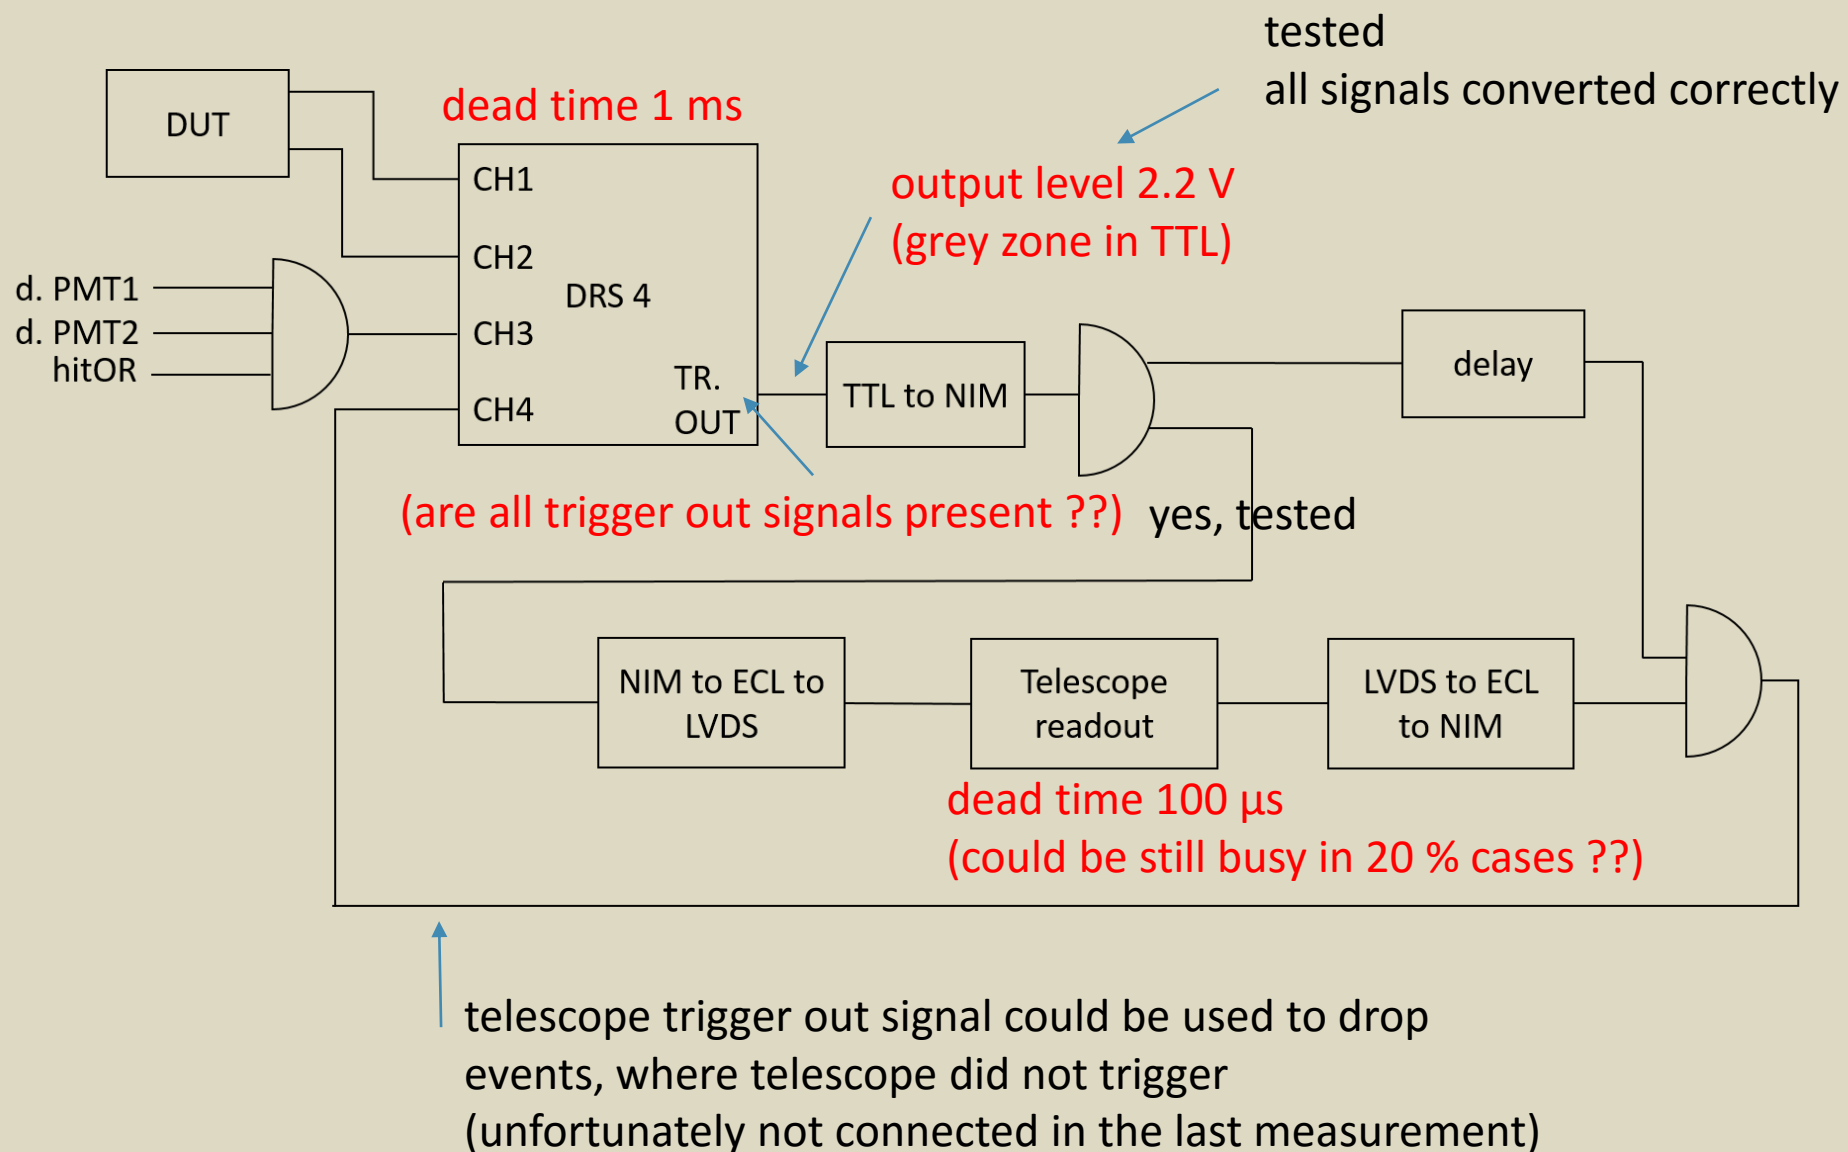 tested
all signals converted correctly
DUT
dead time 1 ms
CH1
output level 2.2 V
(grey zone in TTL)
CH2
d. PMT1
d. PMT2
hitOR
DRS 4
CH3
CH4
TR.
OUT
TTL to NIM
delay
(are all trigger out signals present ??) yes, tested
NIM to ECL to
LVDS
Telescope
readout
LVDS to ECL
to NIM
dead time 100 μs
(could be still busy in 20 % cases ??)
telescope trigger out signal could be used to drop
events, where telescope did not trigger
(unfortunately not connected in the last measurement)